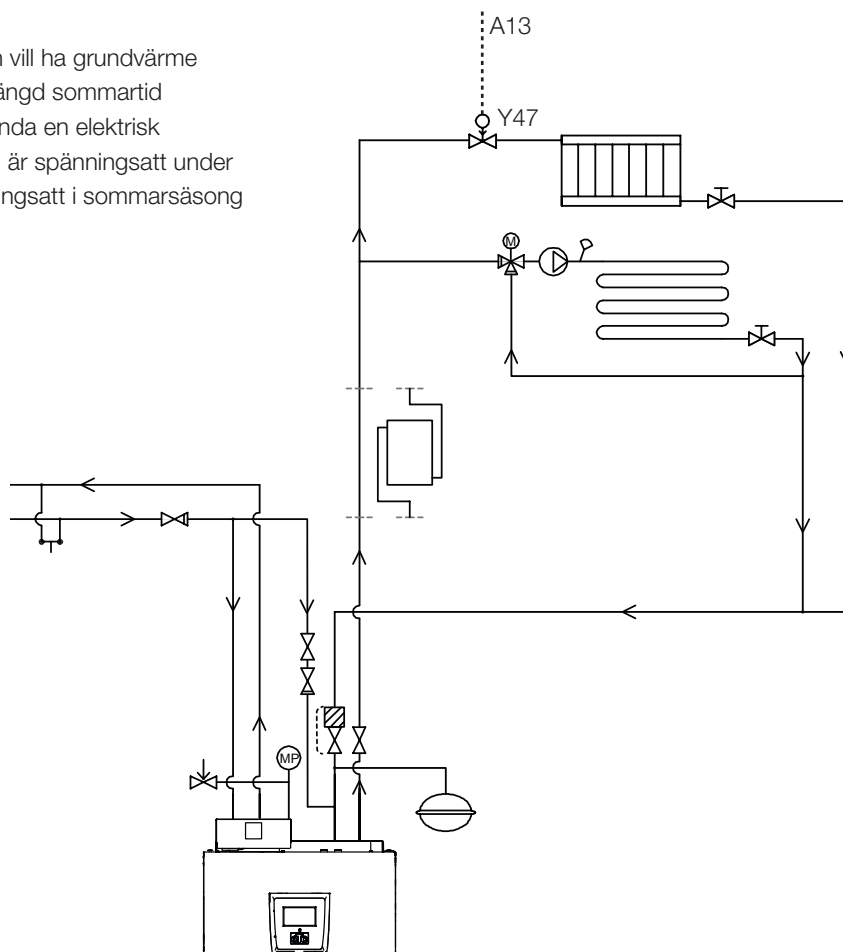 vill ha grundvärme
ängd sommartid
nda en elektrisk
är spänningsatt under
ngsatt i sommarsäsong
A13
Y47
M
MP